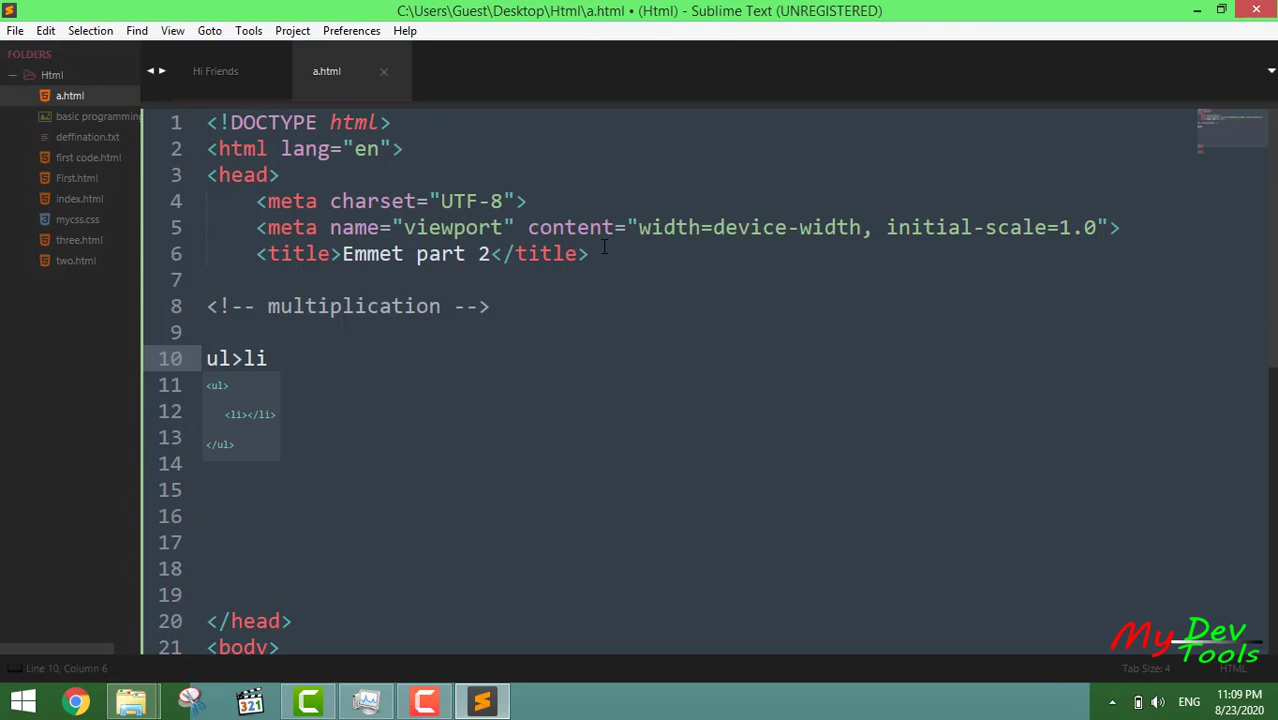 C:\Users\Guest\Desktop\Html\a.html • (Html) - Sublime Text (UNREGISTERED)
File Edit Selection Find View Goto Tools Project Preferences Help
FOLDERS
Html
a.html
basic programming
deffination.txt
first code.html
First.html
index.html
mycss.css
three.html
two.html
Hi Friends
a.html
1 <!DOCTYPE html>
2 <html lang="en">
3 <head>
4 <meta charset="UTF-8">
5 <meta name="viewport" content="width=device-width, initial-scale=1.0">
6 <title>Emmet part 2</title>
7
8 <!-- multiplication -->
9
10 ul>li
11 <ul>
12 <li></li>
13 </ul>
14
15
16
17
18
19
20 </head>
21 <body>
My Dev Tools
Line 10, Column 6
Tab Size: 4
HTML
321
ENG
11:09 PM
8/23/2020